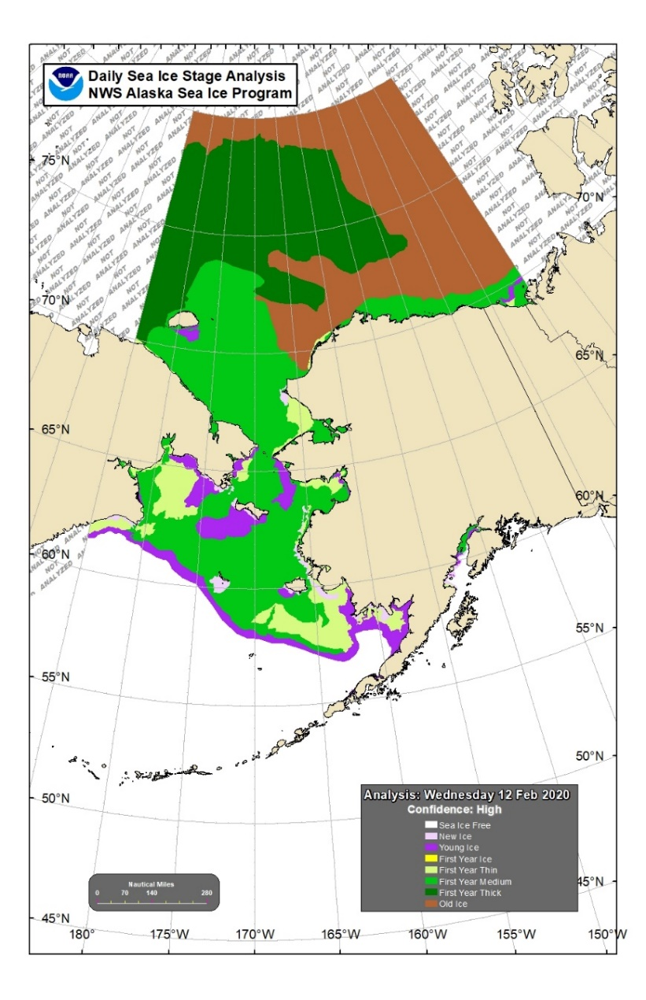 NOAA
Daily Sea Ice Stage Analysis
NWS Alaska Sea Ice Program
NOT ANALYZED
75°N
70°N
70°N
65°N
65°N
60°N
60°N
55°N
55°N
50°N
50°N
45°N
45°N
Analysis: Wednesday 12 Feb 2020
Confidence: High
Sea Ice Free
New Ice
Young Ice
First Year Ice
First Year Thin
First Year Medium
First Year Thick
Old Ice
Nautical Miles
0 70 140 280
180° 175°W 170°W 165°W 160°W 155°W 150°W